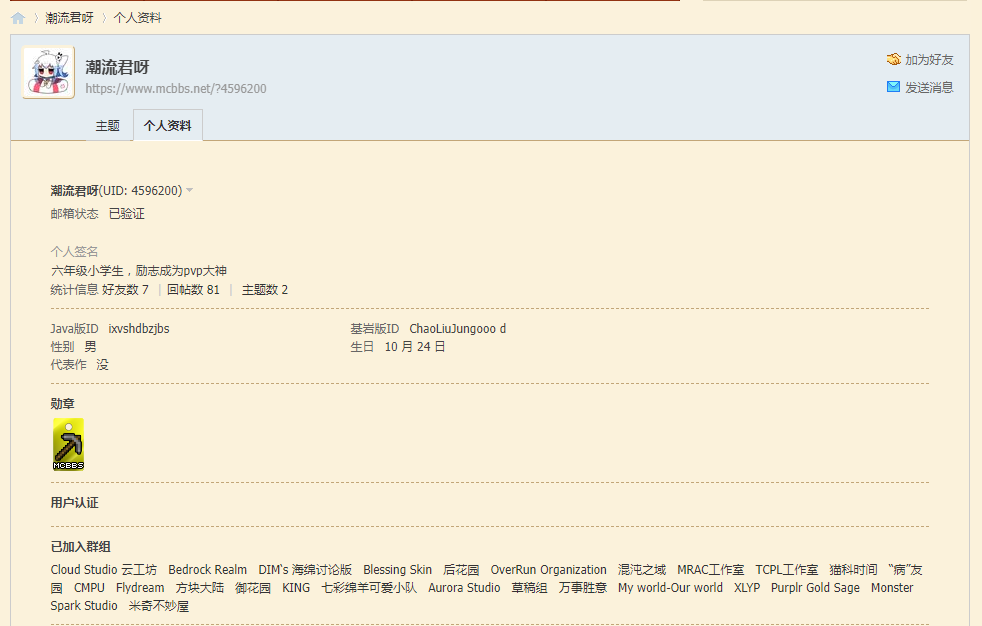 潮流君呀 个人资料
潮流君呀
https://www.mcbbs.net/?4596200
加为好友
发送消息
主题 个人资料
潮流君呀(UID: 4596200)
邮箱状态 已验证
个人签名
六年级小学生，励志成为pvp大神
统计信息 好友数 7 | 回帖数 81 | 主题数 2
Java版ID ixvshdbzjbs 基岩版ID ChaoLiuJungooo d
性别 男 生日 10 月 24 日
代表作 没
勋章
MCBBS
用户认证
已加入群组
Cloud Studio 云工坊 Bedrock Realm DIM's 海绵讨论版 Blessing Skin 后花园 OverRun Organization 混沌之域 MRAC工作室 TCPL工作室 猫科时间 “病”友
园 CMPU Flydream 方块大陆 御花园 KING 七彩绵羊可爱小队 Aurora Studio 草稿组 万事胜意 My world-Our world XLYP Purplr Gold Sage Monster
Spark Studio 米奇不妙屋